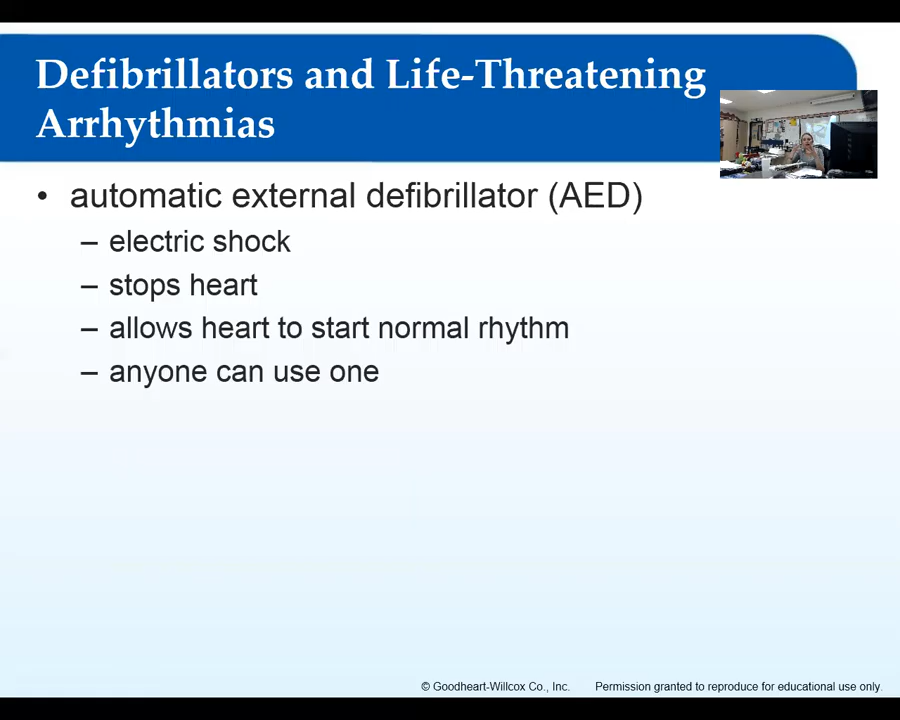 Defibrillators and Life-Threatening
Arrhythmias
• automatic external defibrillator (AED)
– electric shock
– stops heart
– allows heart to start normal rhythm
– anyone can use one
© Goodheart-Willcox Co., Inc. Permission granted to reproduce for educational use only.